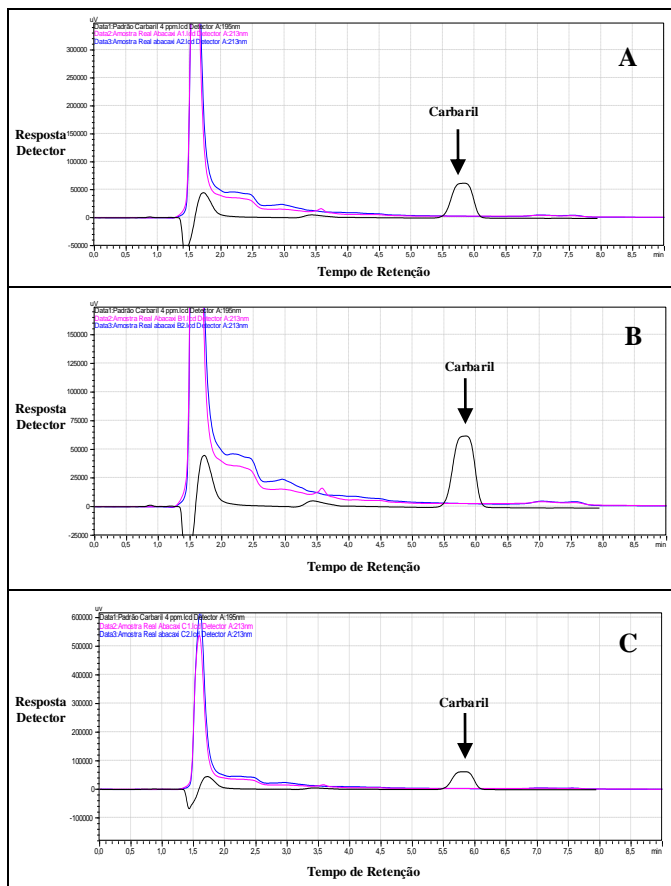 uV
Data1:Padrão Carbaril 4 ppm.lcd Detector A:195nm
Data2:Amostra Real Abacaxi A1.lcd Detector A:213nm
Data3:Amostra Real Abacaxi A2.lcd Detector A:213nm
A
300000
250000
200000
Carbaril
Resposta
Detector
150000
100000
50000
0
-50000
0,0 0,5 1,0 1,5 2,0 2,5 3,0 3,5 4,0 4,5 5,0 5,5 6,0 6,5 7,0 7,5 8,0 8,5 min
Tempo de Retenção
uV
Data1:Padrão Carbaril 4 ppm.lcd Detector A:195nm
Data2:Amostra Real Abacaxi B1.lcd Detector A:213nm
Data3:Amostra Real abacaxi B2.lcd Detector A:213nm
B
150000
125000
Carbaril
100000
Resposta
Detector
75000
50000
25000
0
-25000
0,0 0,5 1,0 1,5 2,0 2,5 3,0 3,5 4,0 4,5 5,0 5,5 6,0 6,5 7,0 7,5 8,0 8,5 min
Tempo de Retenção
uV
Data1:Padrão Carbaril 4 ppm.lcd Detector A:195nm
Data2:Amostra Real Abacaxi C1.lcd Detector A:213nm
Data3:Amostra Real abacaxi C2.lcd Detector A:213nm
C
600000
500000
400000
Resposta
Detector
300000
Carbaril
200000
100000
0
-100000
0,0 0,5 1,0 1,5 2,0 2,5 3,0 3,5 4,0 4,5 5,0 5,5 6,0 6,5 7,0 7,5 8,0 8,5 min
Tempo de Retenção